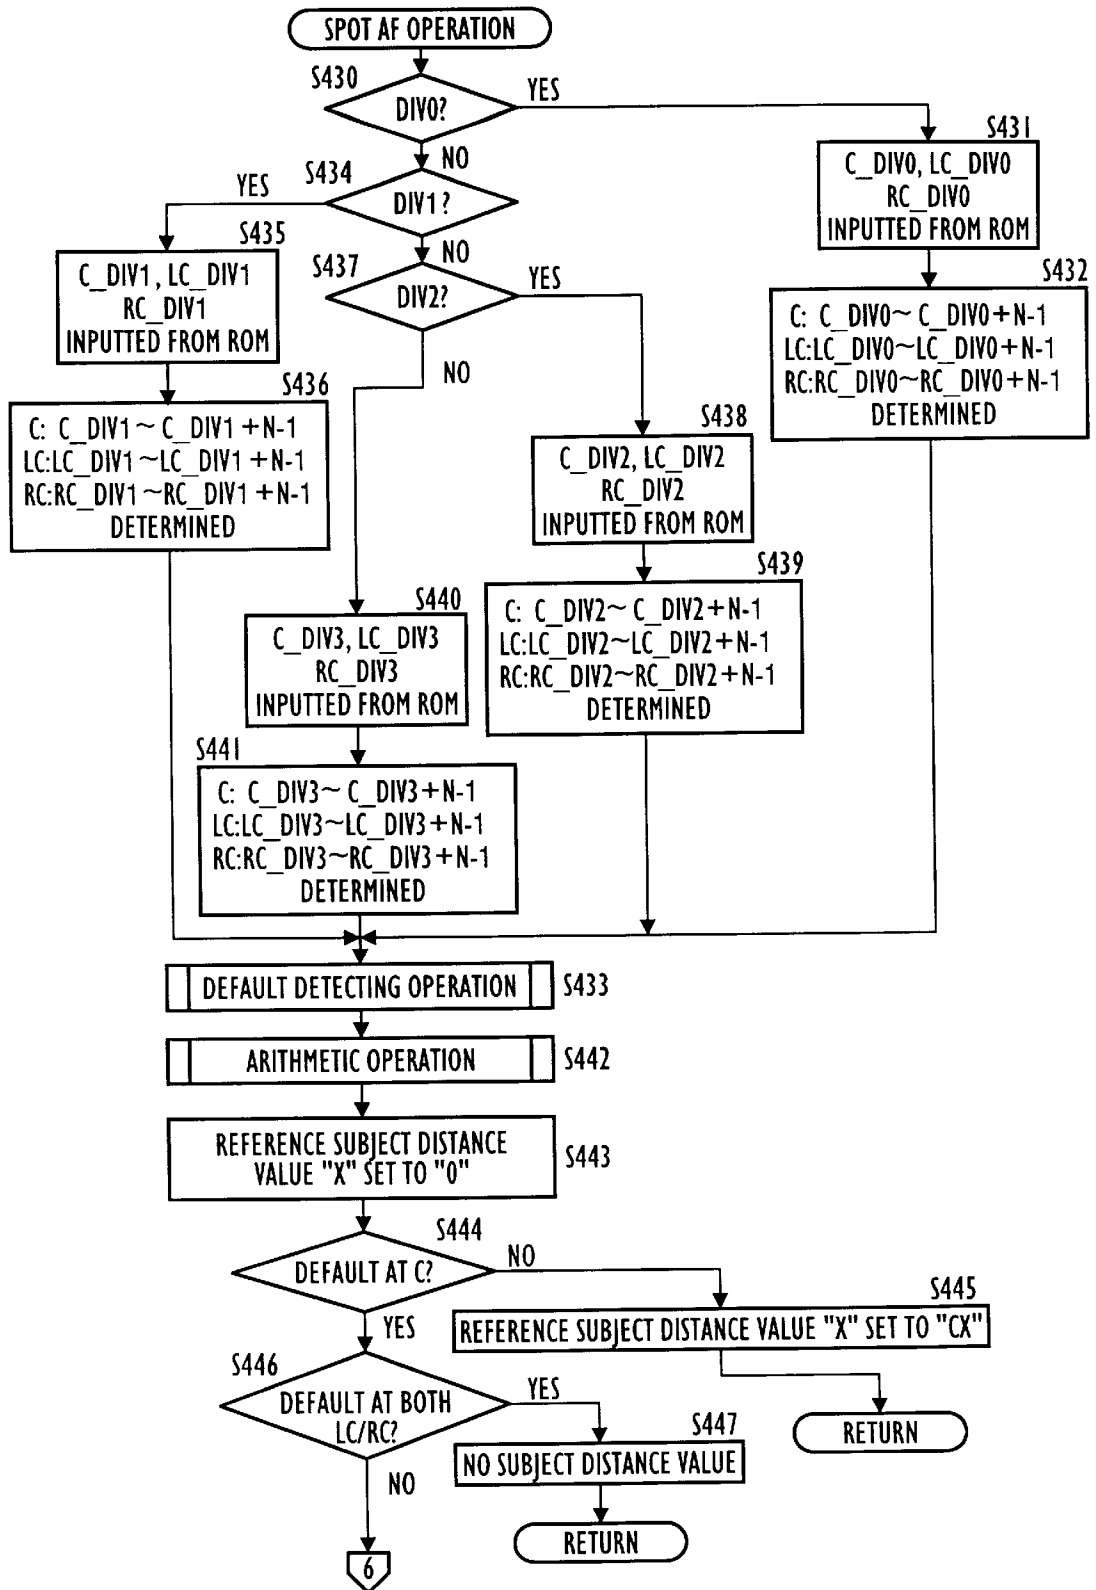 SPOT AF OPERATION
S430
DIV0?
YES
NO
S431
C_DIV0, LC_DIV0
RC_DIV0
INPUTTED FROM ROM
S432
C: C_DIV0~ C_DIV0+N-1
LC:LC_DIV0~LC_DIV0+N-1
RC:RC_DIV0~RC_DIV0+N-1
DETERMINED
S434
DIV1?
YES
NO
S435
C_DIV1, LC_DIV1
RC_DIV1
INPUTTED FROM ROM
S436
C: C_DIV1~ C_DIV1+N-1
LC:LC_DIV1~LC_DIV1+N-1
RC:RC_DIV1~RC_DIV1+N-1
DETERMINED
S437
DIV2?
YES
NO
S438
C_DIV2, LC_DIV2
RC_DIV2
INPUTTED FROM ROM
S439
C: C_DIV2~ C_DIV2+N-1
LC:LC_DIV2~LC_DIV2+N-1
RC:RC_DIV2~RC_DIV2+N-1
DETERMINED
S440
C_DIV3, LC_DIV3
RC_DIV3
INPUTTED FROM ROM
S441
C: C_DIV3~ C_DIV3+N-1
LC:LC_DIV3~LC_DIV3+N-1
RC:RC_DIV3~RC_DIV3+N-1
DETERMINED
DEFAULT DETECTING OPERATION
S433
ARITHMETIC OPERATION
S442
REFERENCE SUBJECT DISTANCE
VALUE "X" SET TO "0"
S443
S444
DEFAULT AT C?
NO
YES
S445
REFERENCE SUBJECT DISTANCE VALUE "X" SET TO "CX"
RETURN
S446
DEFAULT AT BOTH
LC/RC?
YES
NO
S447
NO SUBJECT DISTANCE VALUE
RETURN
6